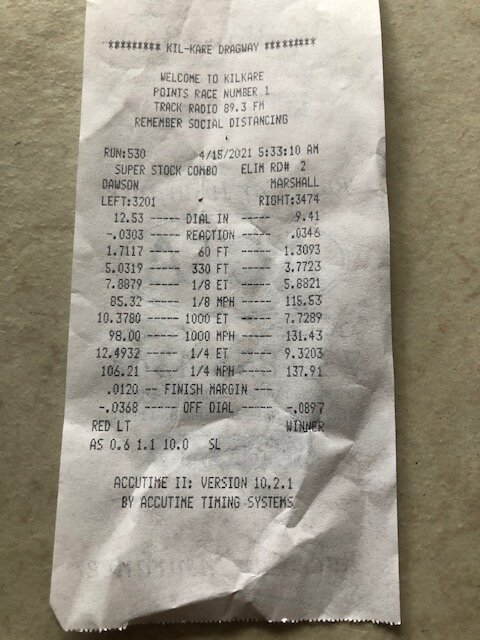 ********* KIL-KARE DRAGWAY *********
WELCOME TO KILKARE
POINTS RACE NUMBER 1
TRACK RADIO 89.3 FM
REMEMBER SOCIAL DISTANCING
RUN:530 4/15/2021 5:33:10 AM
SUPER STOCK COMBO ELIM RD# 2
DAWSON MARSHALL
LEFT:3201 RIGHT:3474
12.53 ----- DIAL IN ----- 9.41
-.0303 ----- REACTION ----- .0346
1.7117 ----- 60 FT ----- 1.3093
5.0319 ----- 330 FT ----- 3.7723
7.8879 ----- 1/8 ET ----- 5.8821
85.32 ----- 1/8 MPH ----- 115.53
10.3780 ----- 1000 ET ----- 7.7289
98.00 ----- 1000 MPH ----- 131.43
12.4932 ----- 1/4 ET ----- 9.3203
106.21 ----- 1/4 MPH ----- 137.91
.0120 -- FINISH MARGIN ---
-.0368 ----- OFF DIAL ----- -.0897
RED LT WINNER
AS 0.6 1.1 10.0 SL
ACCUTIME II: VERSION 10.2.1
BY ACCUTIME TIMING SYSTEMS